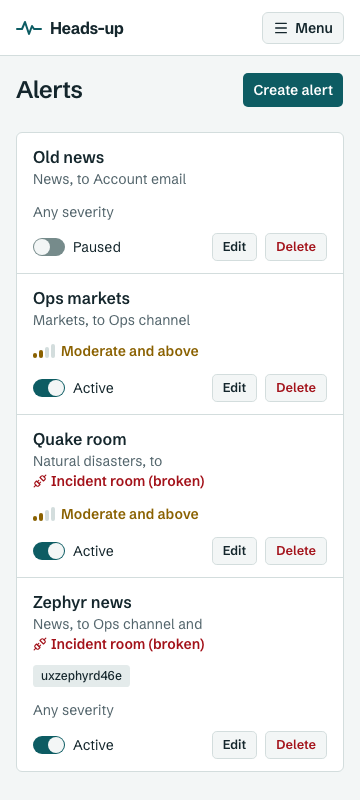 Heads-up
Menu
Alerts
Create alert
Old news
News, to Account email
Any severity
Paused
Edit
Delete
Ops markets
Markets, to Ops channel
Moderate and above
Active
Edit
Delete
Quake room
Natural disasters, to
Incident room (broken)
Moderate and above
Active
Edit
Delete
Zephyr news
News, to Ops channel and
Incident room (broken)
uxzephyrd46e
Any severity
Active
Edit
Delete